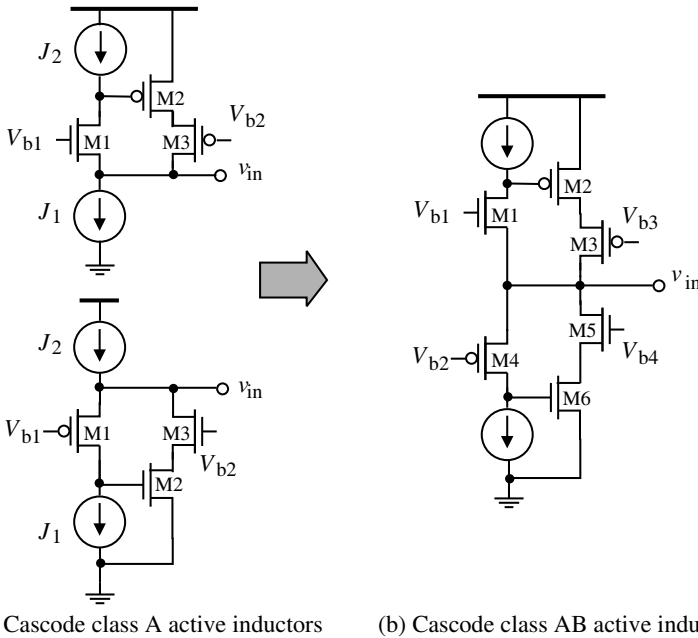 J2
M2
Vb2
Vb1
M1
M3
vin
J1
J2
vin
Vb1
M1
M3
Vb2
M2
J1
Cascode class A active inductors
M2
Vb1
M1
Vb3
M3
vin
M5
Vb2
M4
Vb4
M6
(b) Cascode class AB active indu